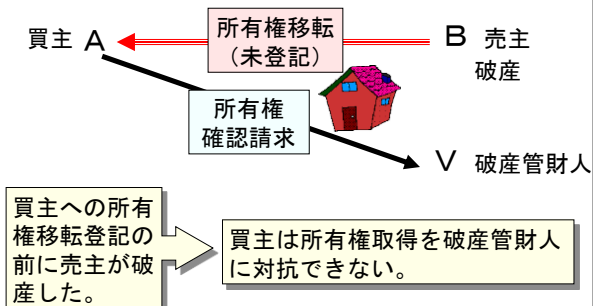 所有権移転
（未登記）
買主 A
B 売主
破産
所有権
確認請求
V 破産管財人
買主への所有
権移転登記の
前に売主が破
産した。
買主は所有権取得を破産管財人
に対抗できない。